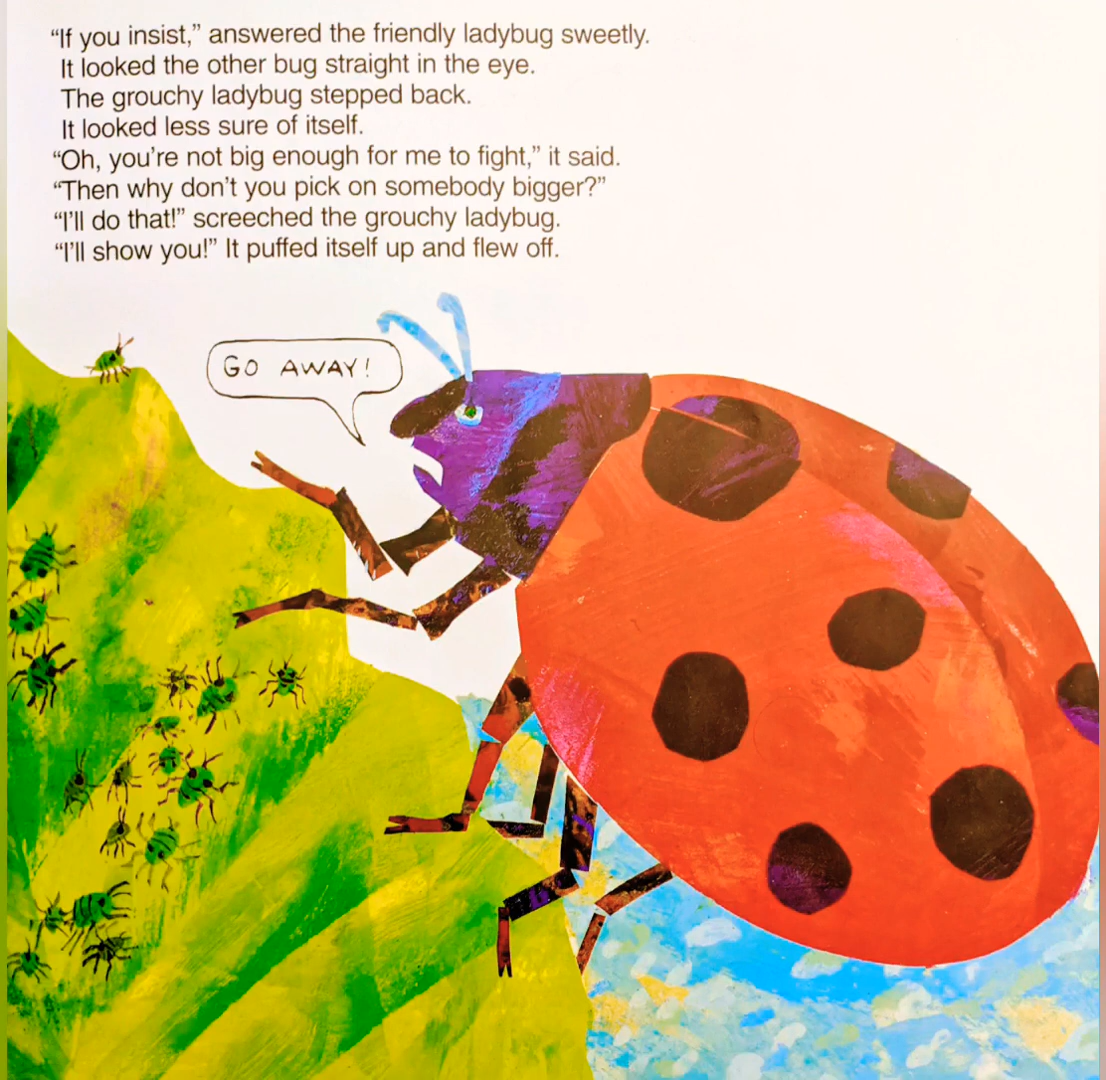 “If you insist,” answered the friendly ladybug sweetly.
It looked the other bug straight in the eye.
The grouchy ladybug stepped back.
It looked less sure of itself.
“Oh, you’re not big enough for me to fight,” it said.
“Then why don’t you pick on somebody bigger?”
“I’ll do that!” screeched the grouchy ladybug.
“I’ll show you!” It puffed itself up and flew off.
GO AWAY!